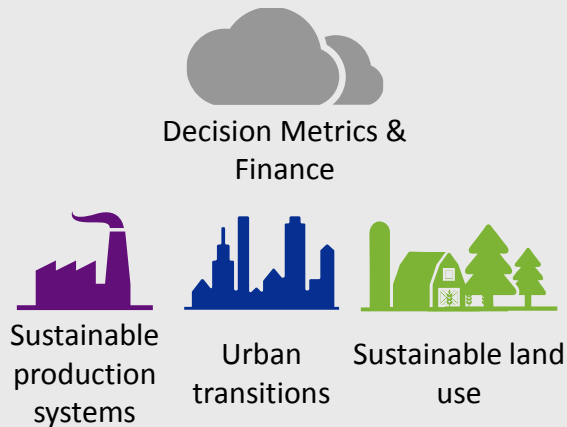 Decision Metrics &
Finance
Sustainable
production
systems
Urban
transitions
Sustainable land
use